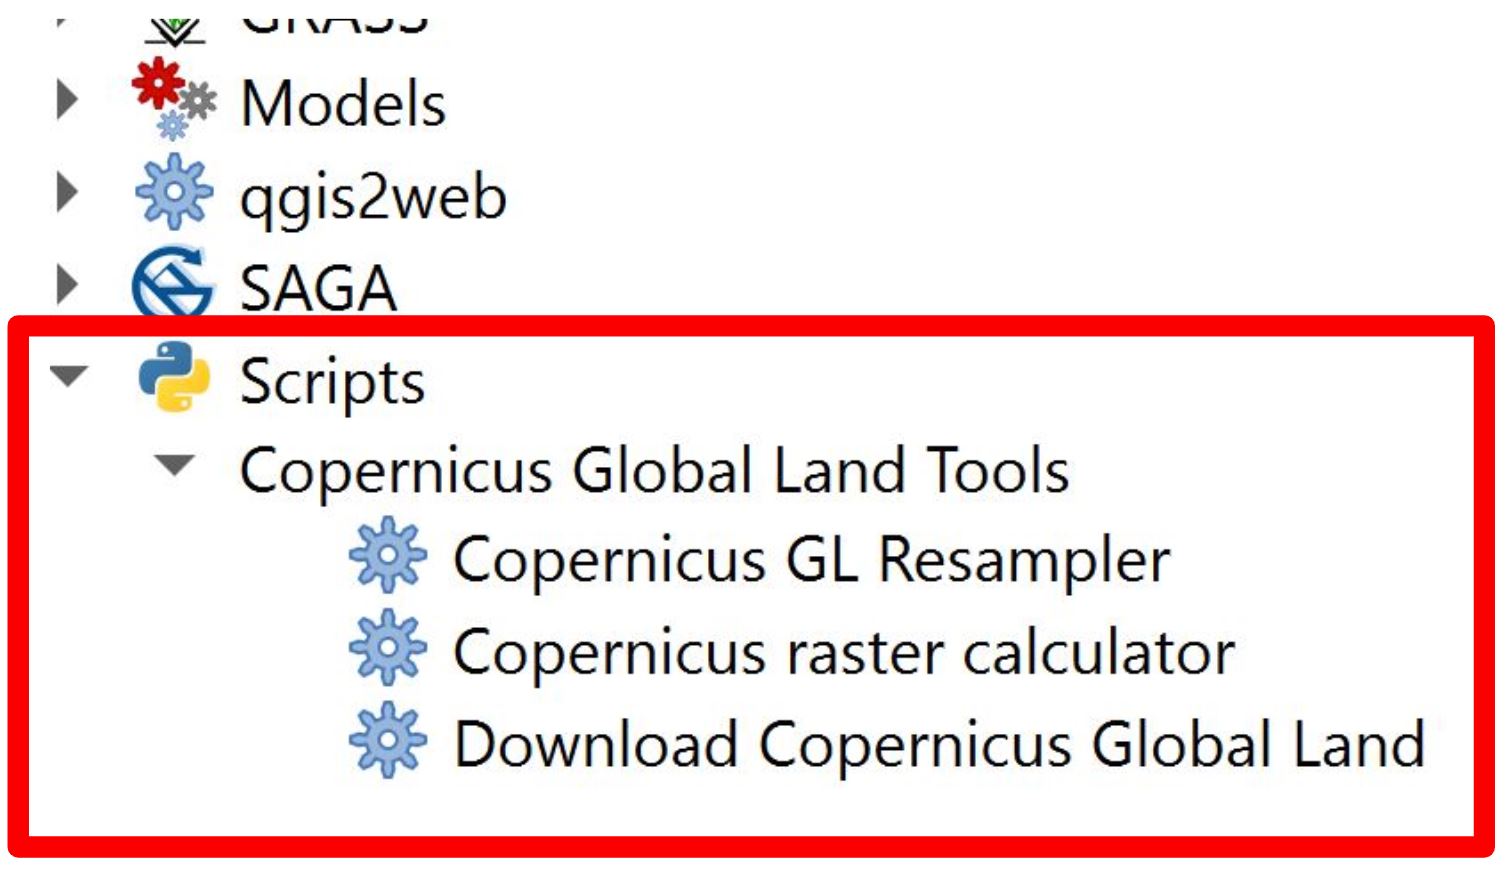 GRASS
Models
qgis2web
SAGA
Scripts
Copernicus Global Land Tools
Copernicus GL Resampler
Copernicus raster calculator
Download Copernicus Global Land